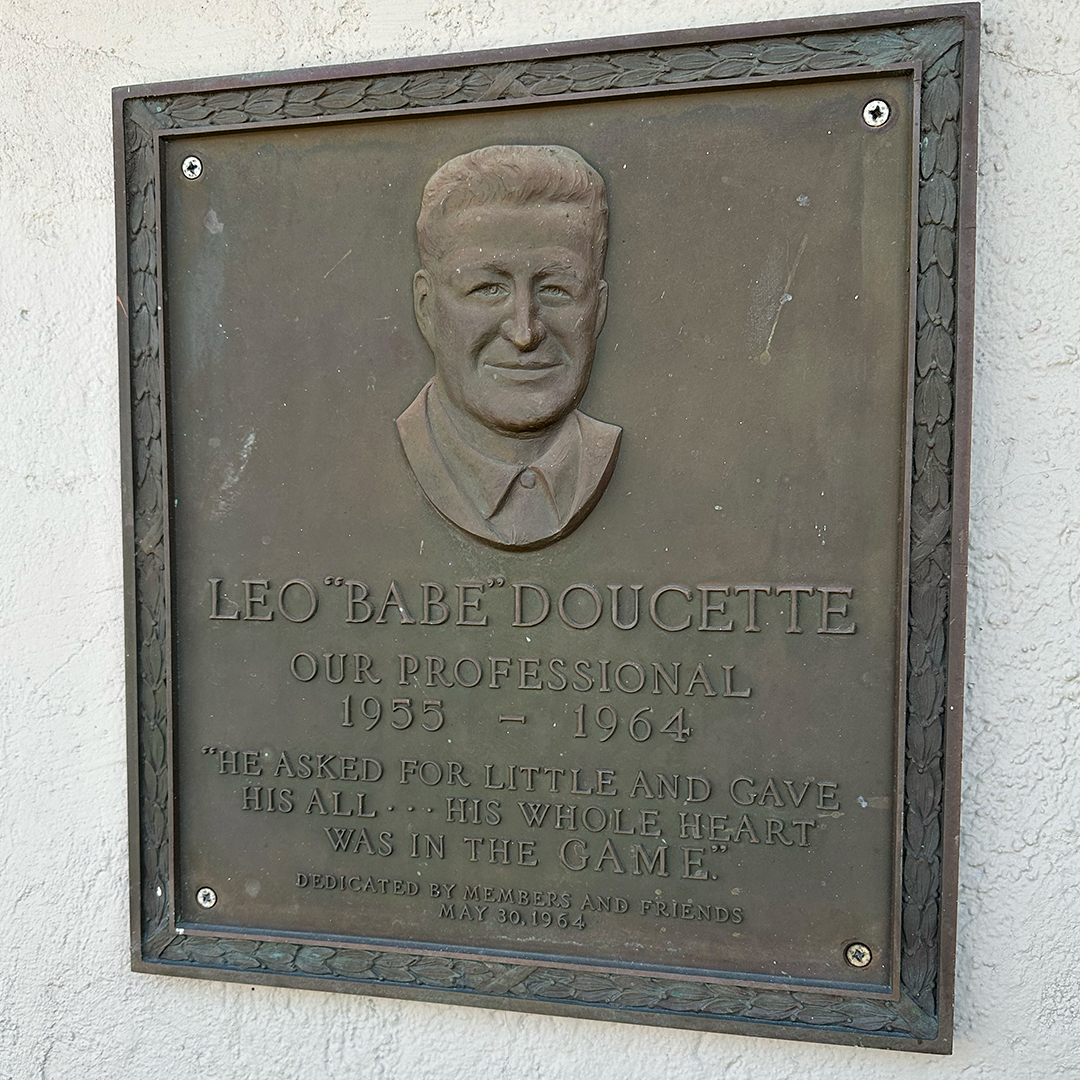 LEO "BABE" DOUCETTE
OUR PROFESSIONAL
1955 - 1964
"HE ASKED FOR LITTLE AND GAVE
HIS ALL... HIS WHOLE HEART
WAS IN THE GAME."
DEDICATED BY MEMBERS AND FRIENDS
MAY 30, 1964